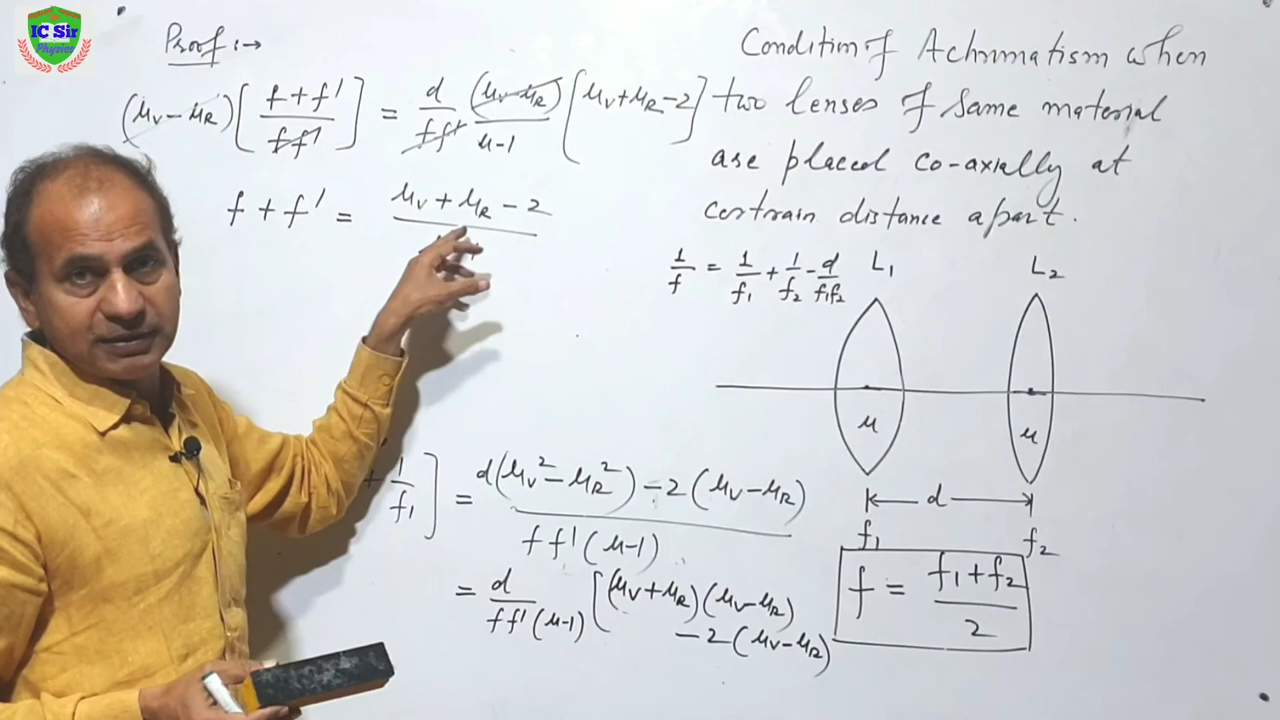 IC Sir
Physics
Proof :→
(μV − μR) [ (f + f') / (ff') ] = d / (ff') (μV − μR) / (μ−1) [ μV + μR − 2 ]
f + f' = (μV + μR − 2) /
+ 1/f1 ] = (d(μV² − μR²) − 2 (μV − μR)) / (f f' (μ−1))
= d / (f f' (μ−1)) [ (μV + μR) (μV − μR)
− 2 (μV − μR)
Condition of Achromatism when
two lenses of same material
are placed co-axially at
certain distance apart.
1/f = 1/f1 + 1/f2 − d/(f1f2)
L1 L2
μ μ
d
f1 f2
f = (f1 + f2) / 2